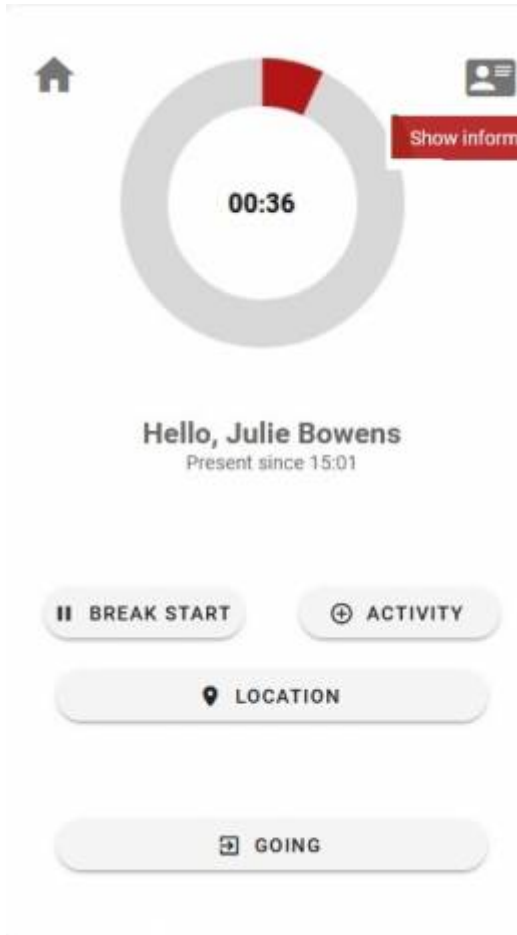 Show inform
00:36
Hello, Julie Bowens
Present since 15:01
BREAK START
ACTIVITY
LOCATION
GOING